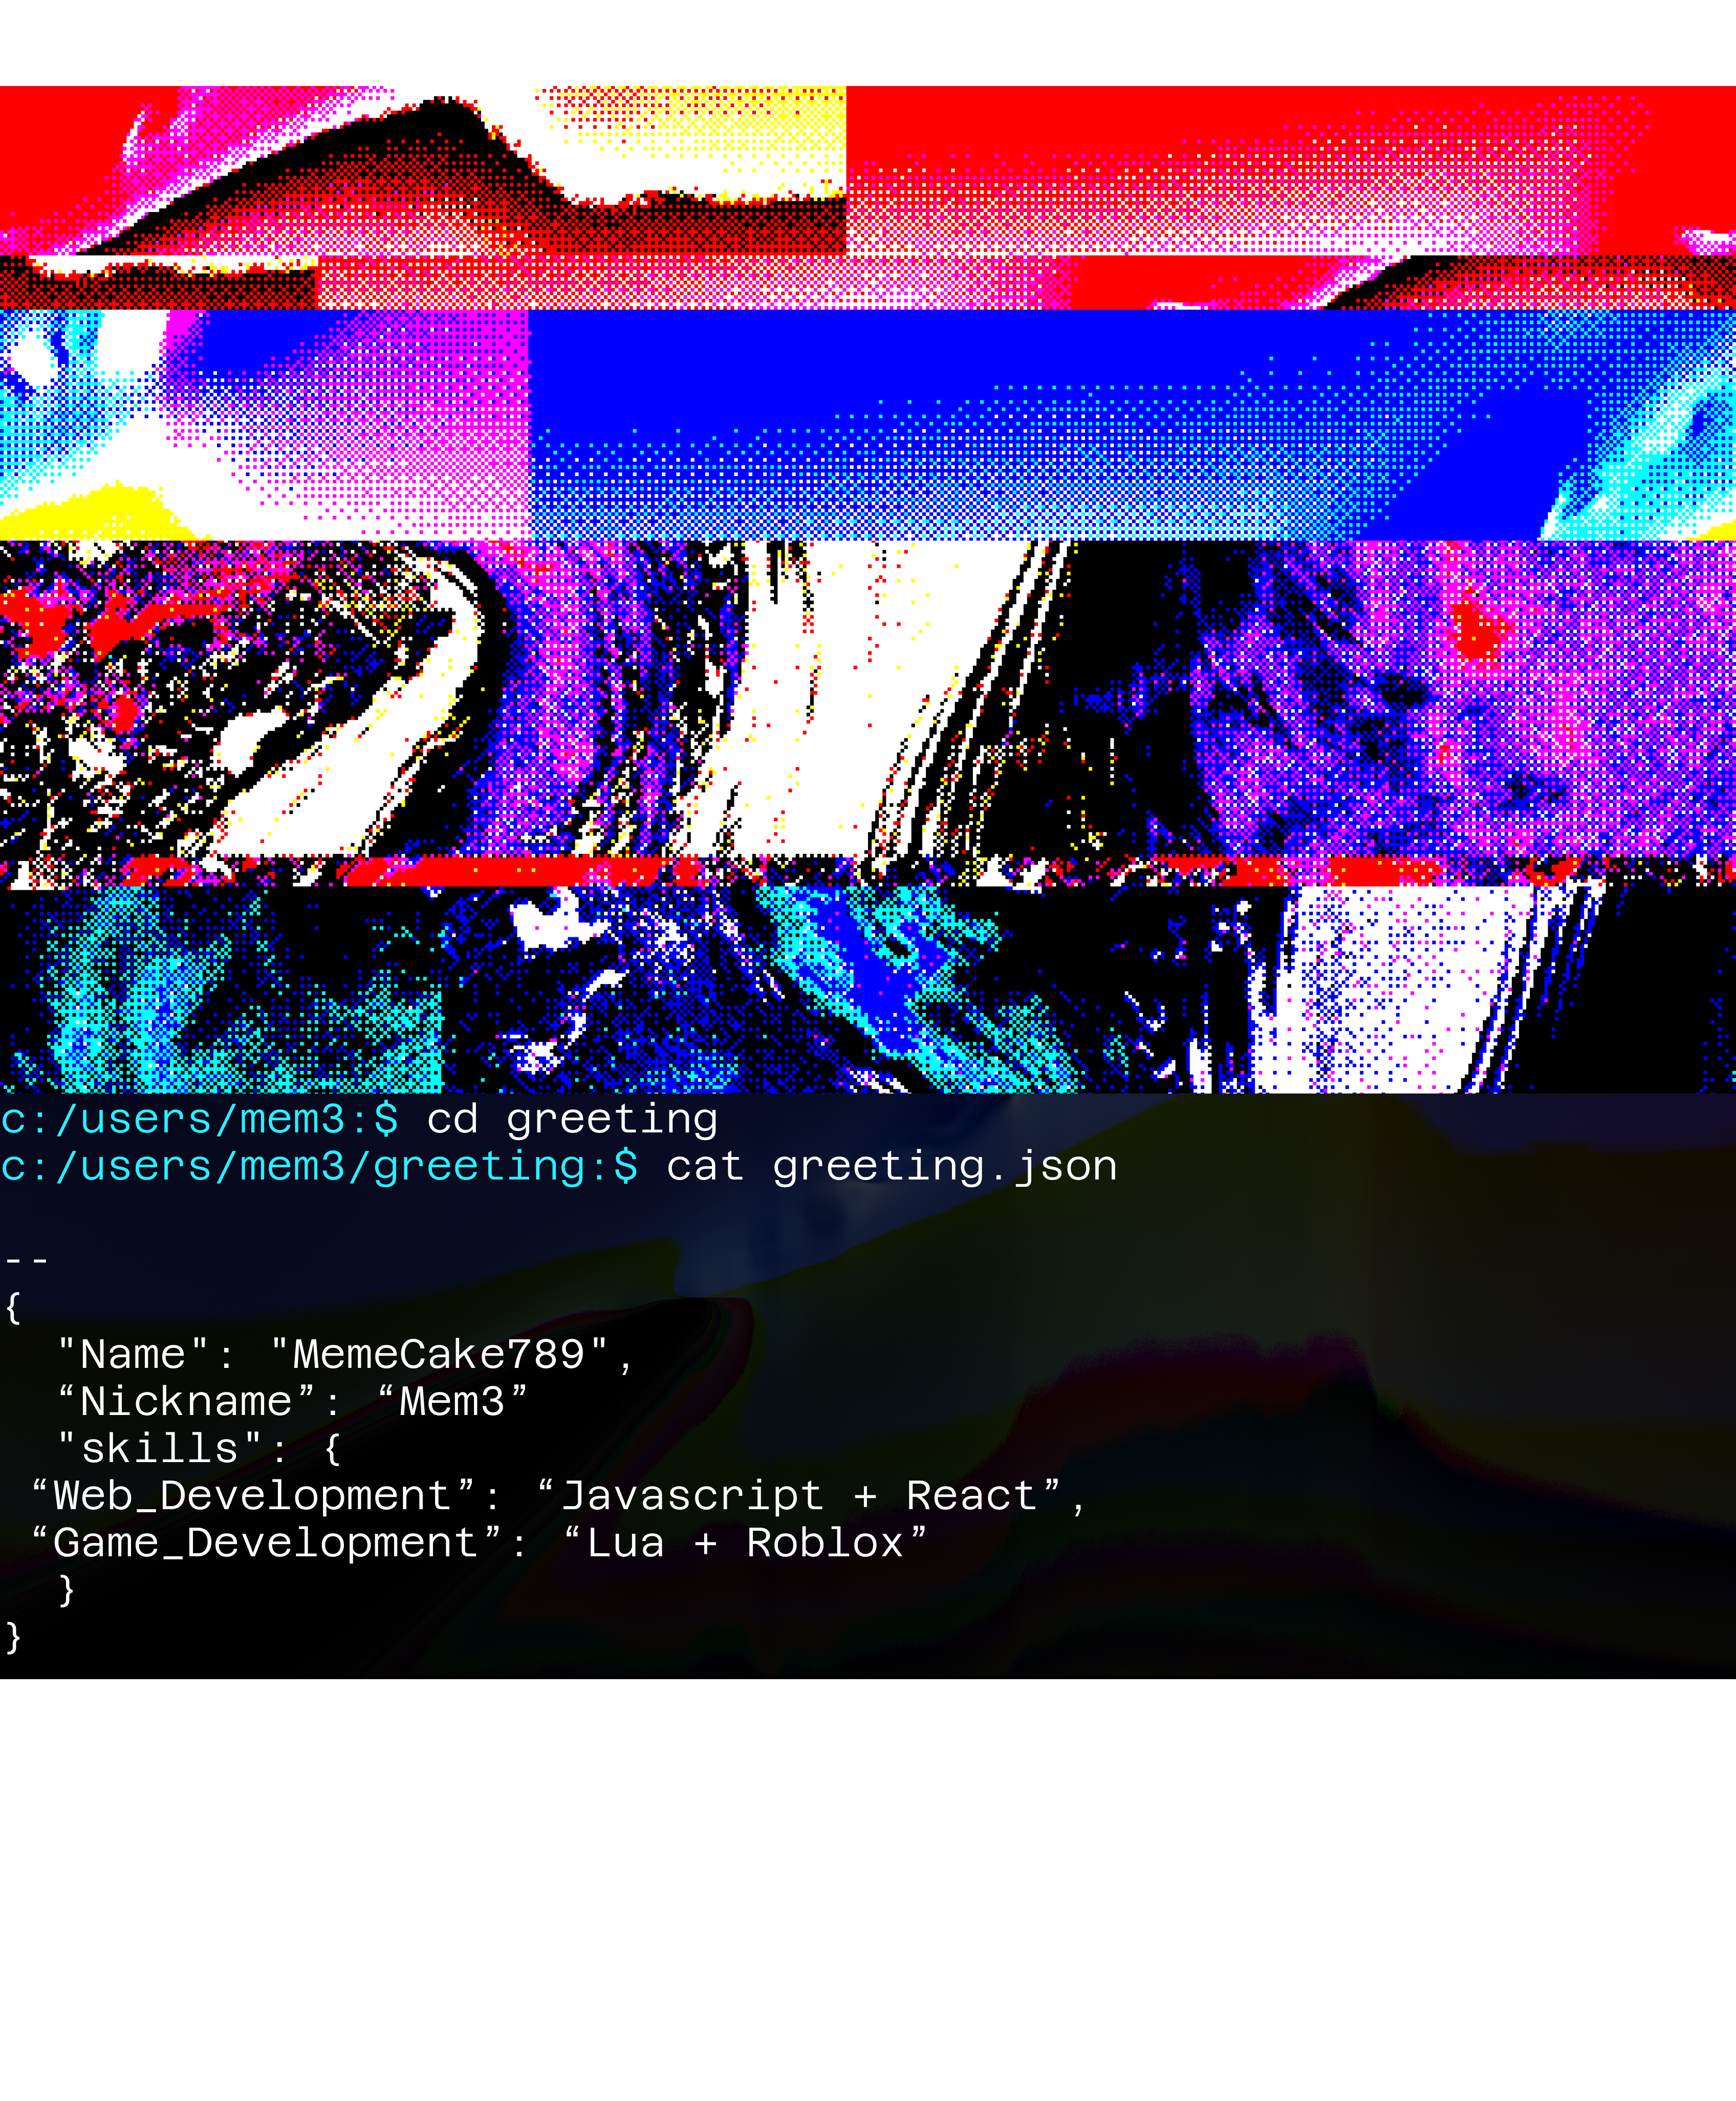 c:/users/mem3:$ cd greeting
c:/users/mem3/greeting:$ cat greeting.json
--
{
"Name": "MemeCake789",
“Nickname”: “Mem3”
"skills": {
“Web_Development”: “Javascript + React”,
“Game_Development”: “Lua + Roblox”
}
}